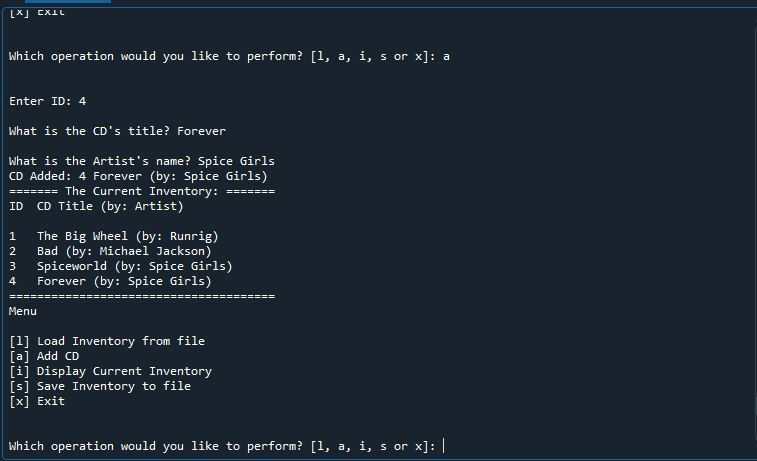 [x] Exit
Which operation would you like to perform? [l, a, i, s or x]: a
Enter ID: 4
What is the CD's title? Forever
What is the Artist's name? Spice Girls
CD Added: 4 Forever (by: Spice Girls)
======= The Current Inventory: =======
ID  CD Title (by: Artist)
1   The Big Wheel (by: Runrig)
2   Bad (by: Michael Jackson)
3   Spiceworld (by: Spice Girls)
4   Forever (by: Spice Girls)
======================================
Menu
[l] Load Inventory from file
[a] Add CD
[i] Display Current Inventory
[s] Save Inventory to file
[x] Exit
Which operation would you like to perform? [l, a, i, s or x]: